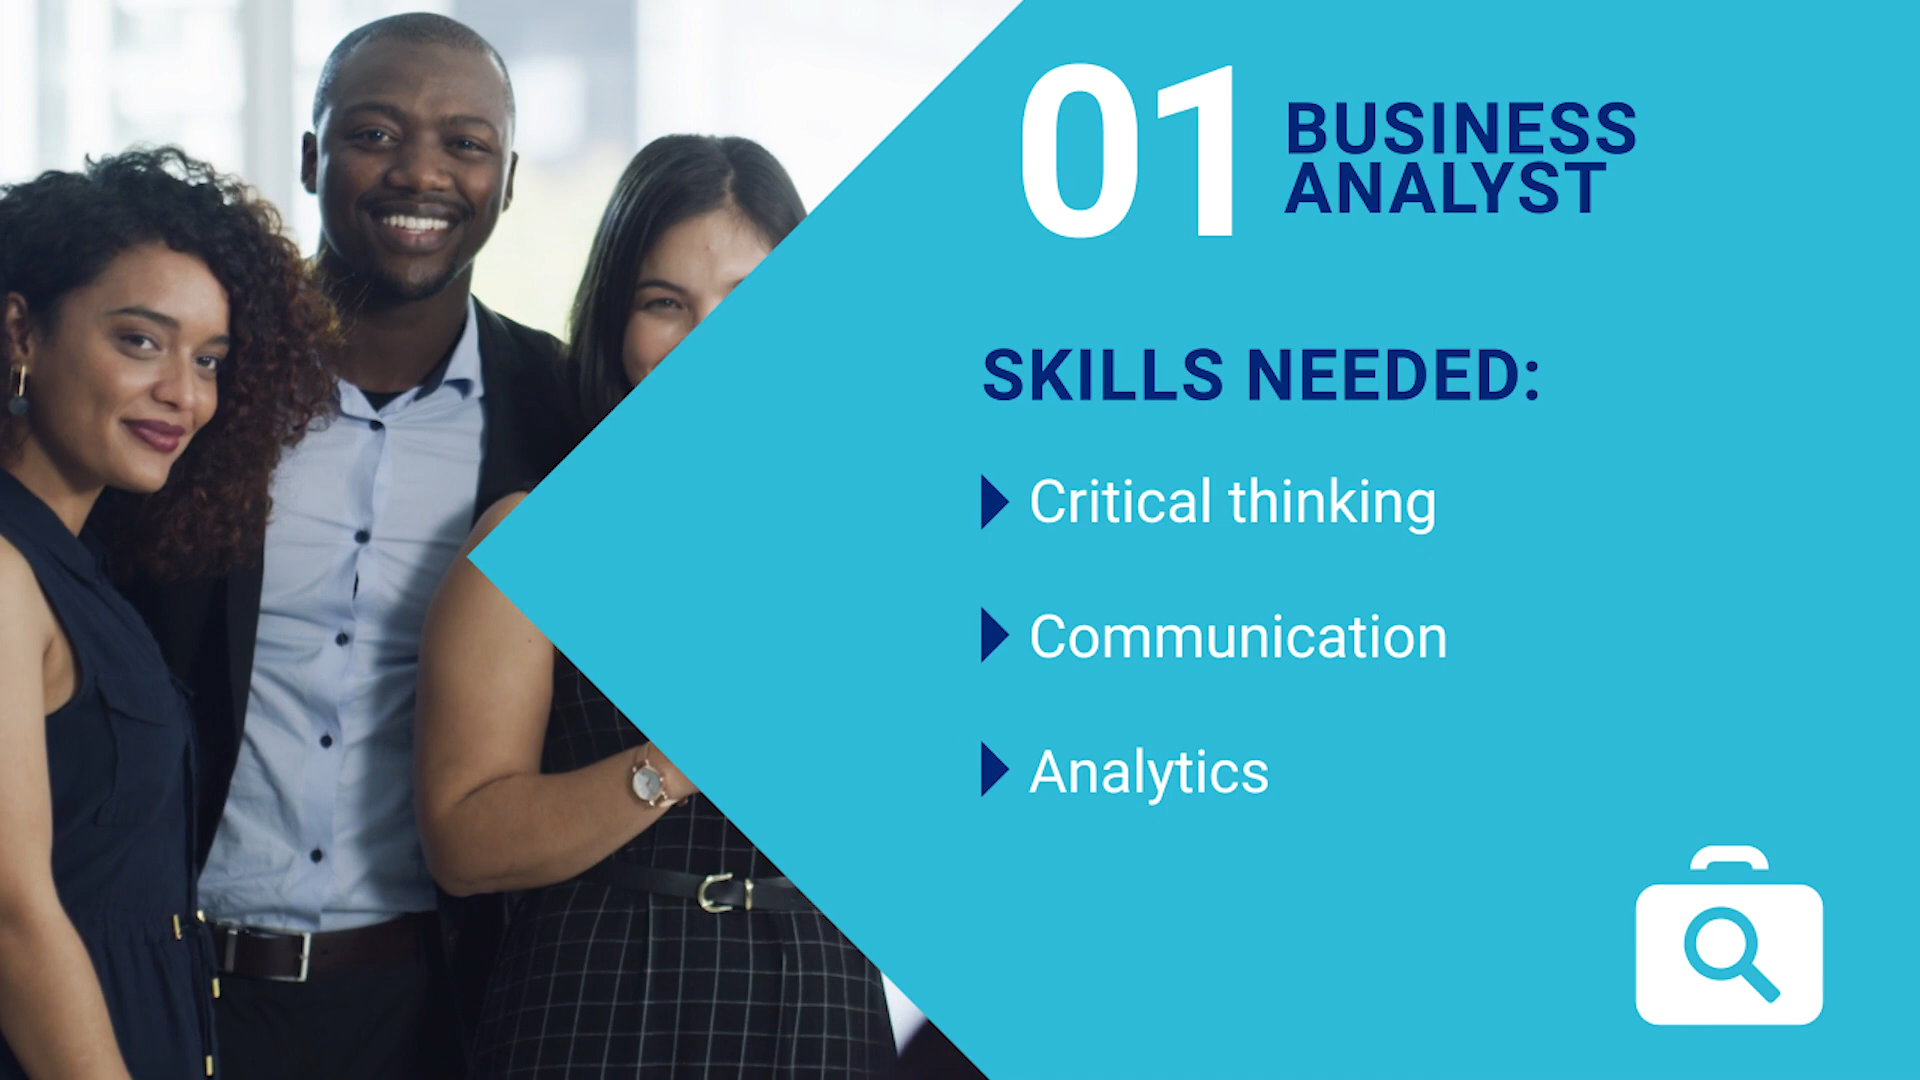 01
BUSINESS
ANALYST
SKILLS NEEDED:
Critical thinking
Communication
Analytics